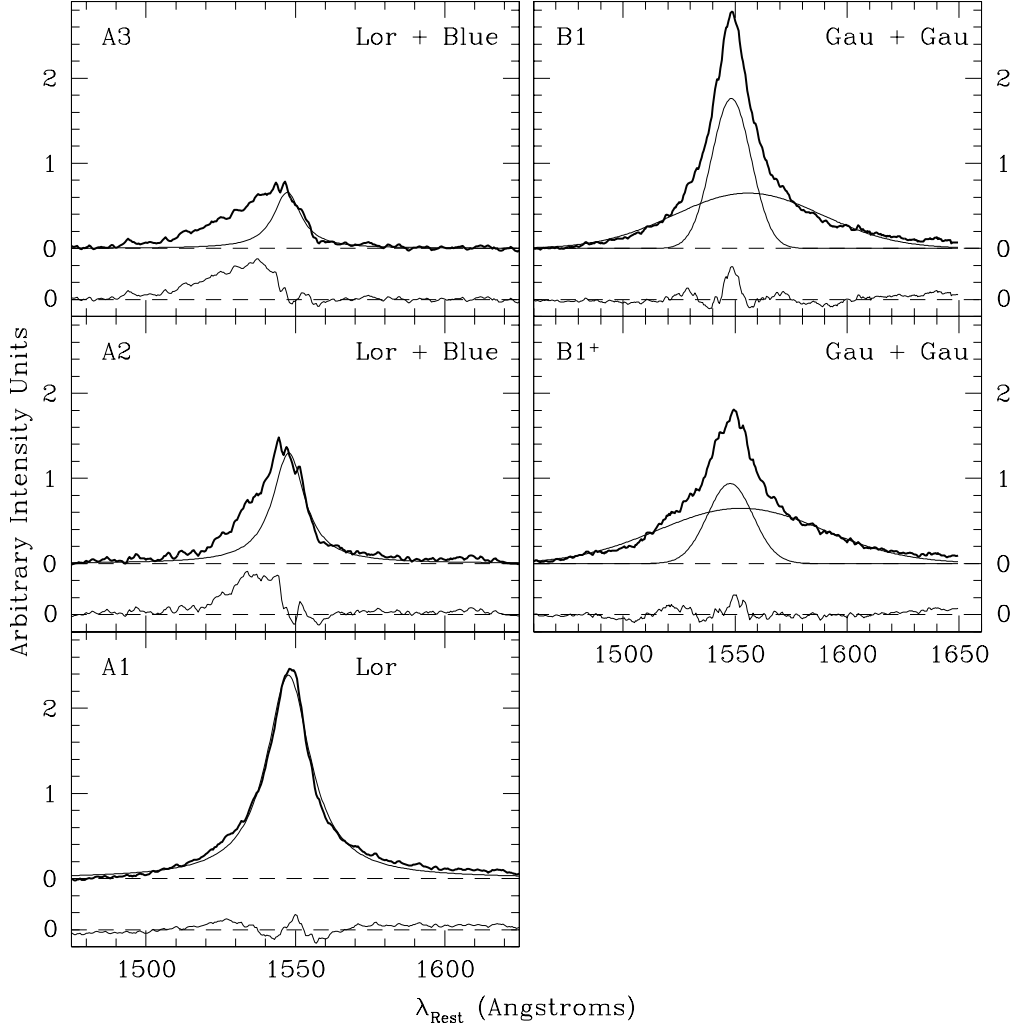 A3 Lor + Blue
B1 Gau + Gau
2
1
0
0
2
1
0
0
A2 Lor + Blue
B1+ Gau + Gau
2
1
0
0
2
1
0
0
1500 1550 1600 1650
A1 Lor
2
1
0
0
1500 1550 1600
Arbitrary Intensity Units
λRest (Angstroms)